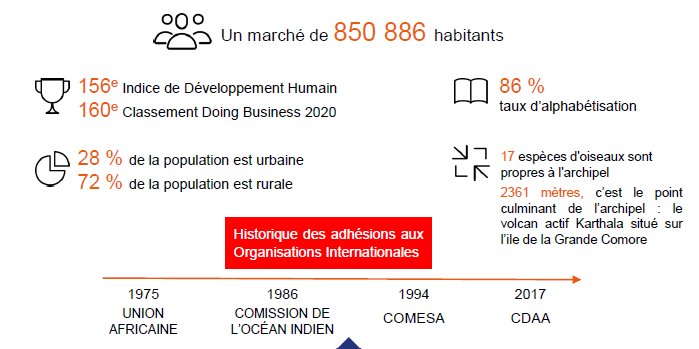 Un marché de 850 886 habitants
156e Indice de Développement Humain
160e Classement Doing Business 2020
86 %
taux d'alphabétisation
28 % de la population est urbaine
72 % de la population est rurale
17 espèces d'oiseaux sont
propres à l'archipel
2361 mètres, c'est le point
culminant de l'archipel : le
volcan actif Karthala situé sur
l'ile de la Grande Comore
Historique des adhésions aux
Organisations Internationales
1975
UNION
AFRICAINE
1986
COMISSION DE
L'OCÉAN INDIEN
1994
COMESA
2017
CDAA